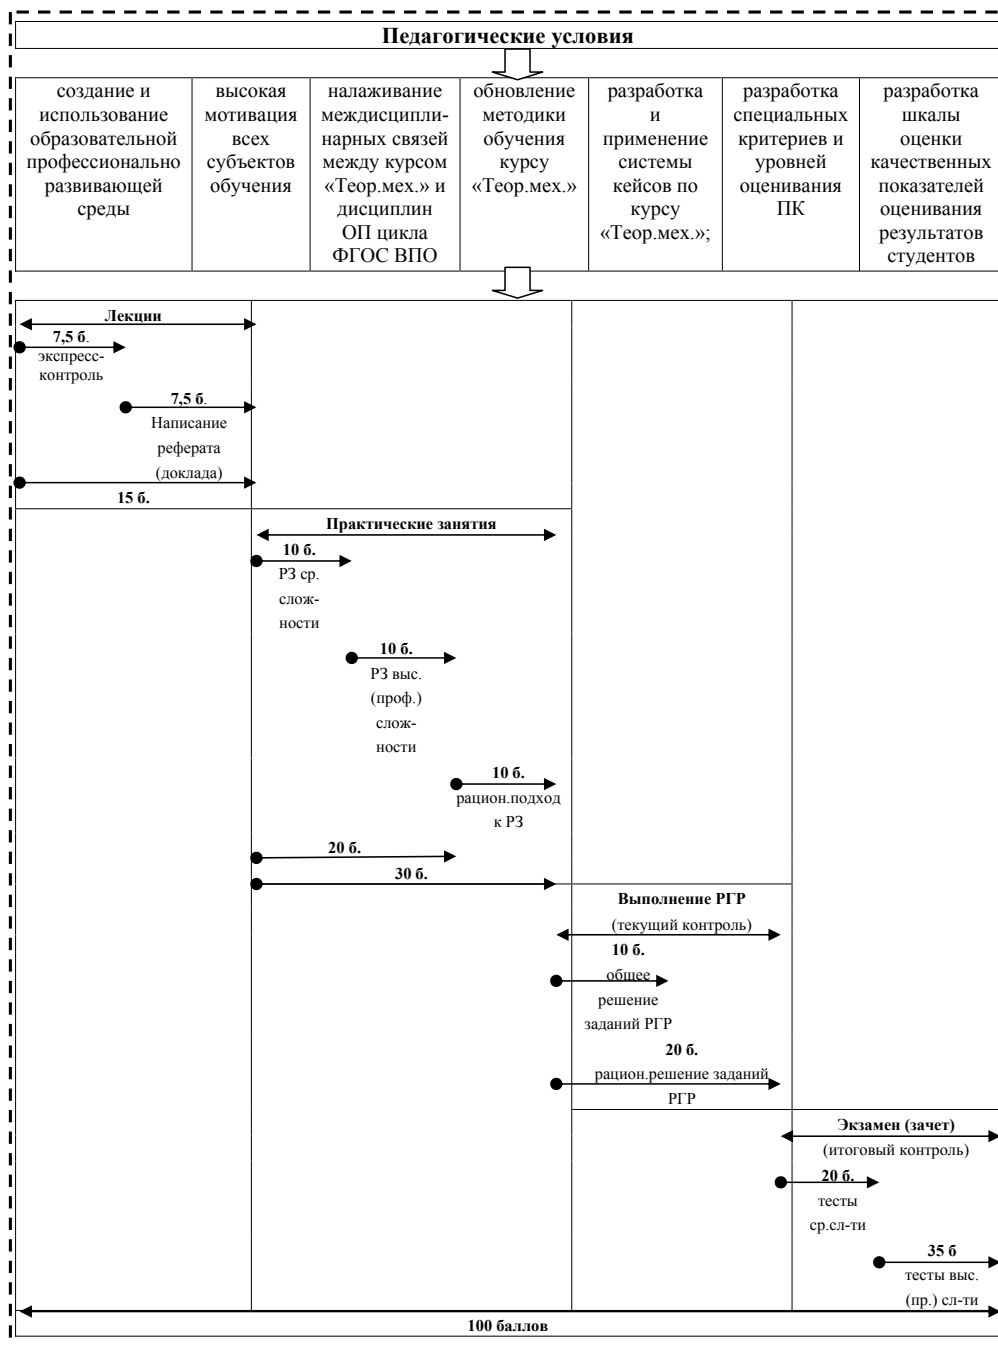 Педагогические условия
создание и
использование
образовательной
профессионально
развивающей
среды
высокая
мотивация
всех
субъектов
обучения
налаживание
междисципли-
нарных связей
между курсом
«Теор.мех.» и
дисциплин
ОП цикла
ФГОС ВПО
обновление
методики
обучения
курсу
«Теор.мех.»
разработка
и
применение
системы
кейсов по
курсу
«Теор.мех.»;
разработка
специальных
критериев и
уровней
оценивания
ПК
разработка
шкалы
оценки
качественных
показателей
оценивания
результатов
студентов
Лекции
7,5 б.
экспресс-
контроль
7,5 б.
Написание
реферата
(доклада)
15 б.
Практические занятия
10 б.
РЗ ср.
слож-
ности
10 б.
РЗ выс.
(проф.)
слож-
ности
10 б.
рацион.подход
к РЗ
20 б.
30 б.
Выполнение РГР
(текущий контроль)
10 б.
общее
решение
заданий РГР
20 б.
рацион.решение заданий
РГР
Экзамен (зачет)
(итоговый контроль)
20 б.
тесты
ср.сл-ти
35 б
тесты выс.
(пр.) сл-ти
100 баллов